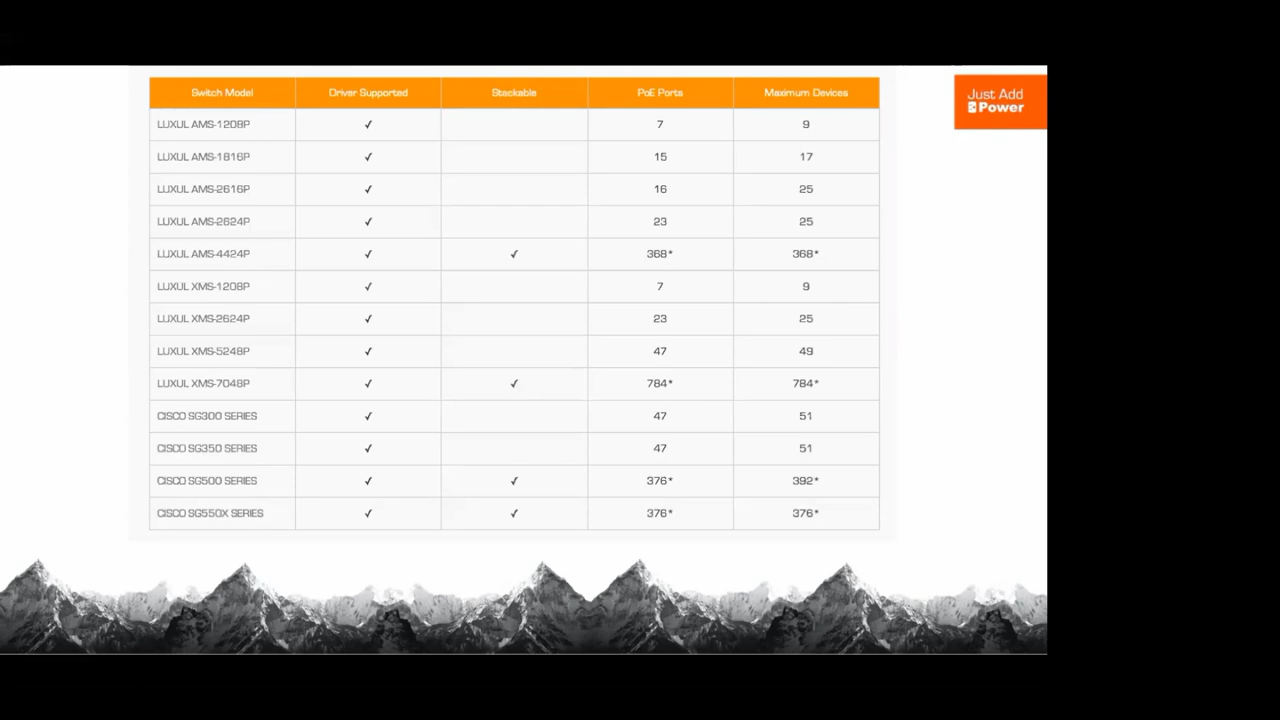 Switch Model Driver Supported Stackable PoE Ports Maximum Devices
Just Add
Power
LUXUL AMS-1208P ✓ 7 9
LUXUL AMS-1816P ✓ 15 17
LUXUL AMS-2616P ✓ 16 25
LUXUL AMS-2624P ✓ 23 25
LUXUL AMS-4424P ✓ ✓ 368* 368*
LUXUL XMS-1208P ✓ 7 9
LUXUL XMS-2624P ✓ 23 25
LUXUL XMS-5248P ✓ 47 49
LUXUL XMS-7048P ✓ ✓ 784* 784*
CISCO SG300 SERIES ✓ 47 51
CISCO SG350 SERIES ✓ 47 51
CISCO SG500 SERIES ✓ ✓ 376* 392*
CISCO SG550X SERIES ✓ ✓ 376* 376*